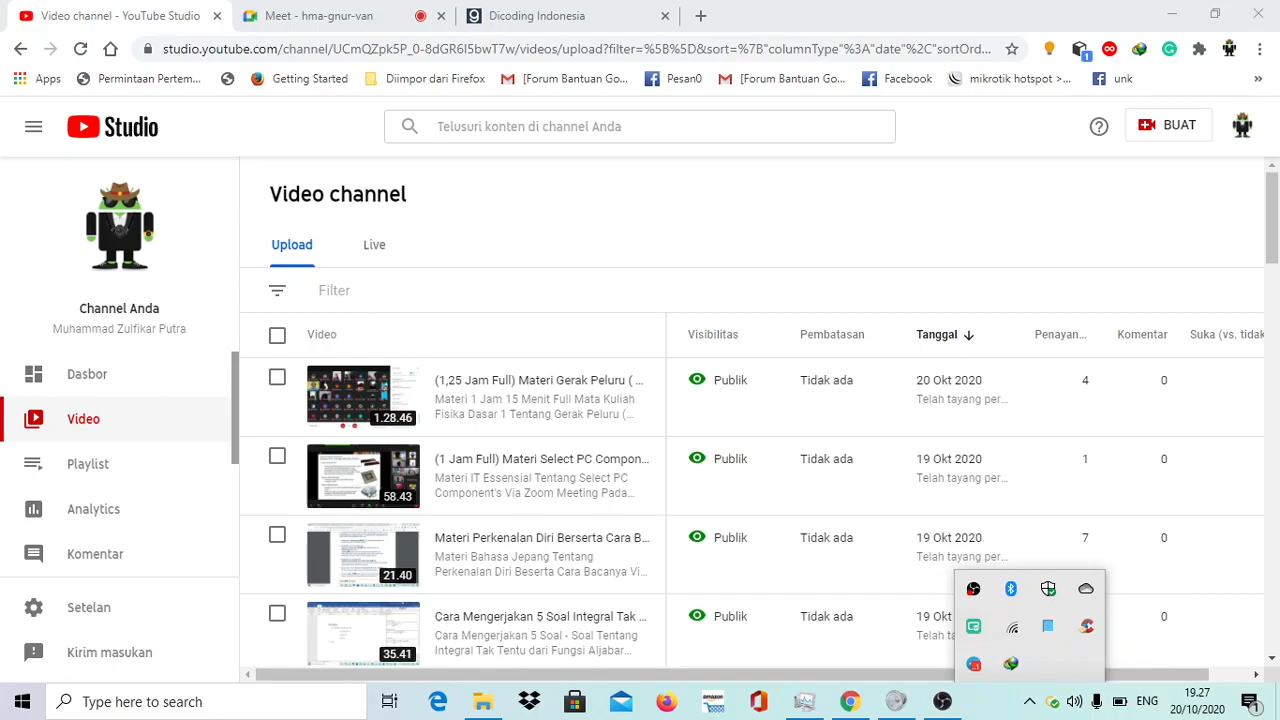 Video channel - YouTube Studio
Meet - hma-gran-vym
Dicoding Indonesia
studio.youtube.com/channel/UCmQZpk5P_0-8dGR6I5bwT7w/videos/upload?filter=%5B%5D&sort=%7B"columnType"%3A"date"%2C"sortOrd...
Apps
Permintaan Perten...
Getting Started
Diimpor dari Firefox
[Forum Bantuan Go...
Pesan0
[Forum Bantuan Go...
Facebook
mikrotik hotspot >...
unk
»
Studio
Telusuri konten di channel Anda
BUAT
Channel Anda
Muhammad Zulfikar Putra
Dasbor
Video
Playlist
Analytics
Komentar
Setelan
Kirim masukan
Video channel
Upload
Live
Filter
Video
Visibilitas
Pembatasan
Tanggal
Penayan...
Komentar
Suka (vs. tidak
1.28.46
(1,25 Jam Full) Materi Gerak Peluru ( ...
Materi 1 Jam 15 Menit Full Mata Kuliah
Fisika Dasar 1 Tentang Gerak Peluru (...
Publik
Tidak ada
20 Okt 2020
Telah tayang per...
4
0
58.43
(1 Jam Full) Materi Select PC Compon...
Materi IT Essensial Tentang Select PC
Components Via Zoom Meeting Pada...
Publik
Tidak ada
19 Okt 2020
Telah tayang per...
1
0
21.40
Materi Perkenalan Diri Berserta Cara B...
Materi Bahasa Inggris Tentang
Perkenalan Diri Beserta Cara Bagaimana Vi...
Publik
Tidak ada
19 Okt 2020
Telah tayang per...
7
0
35.41
Cara Mengerjakan 5 Soal Integral Tak ...
Cara Mengerjakan 5 Soal - Soal Tentang
Integral Tak Tentu dari Fungsi Aljabar...
Publik
Tidak ada
19 Okt
Telah ta
0
Type here to search
ENG
19.27
20/10/2020